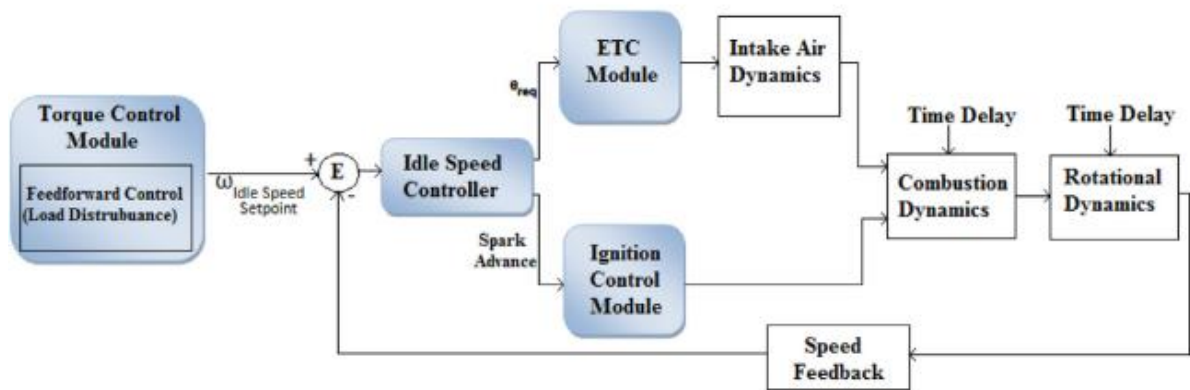 Torque Control
Module
Feedforward Control
(Load Distrubuance)
ω
Idle Speed
Setpoint
+
E
-
Idle Speed
Controller
θreq
Spark
Advance
ETC
Module
Ignition
Control
Module
Intake Air
Dynamics
Time Delay
Combustion
Dynamics
Time Delay
Rotational
Dynamics
Speed
Feedback